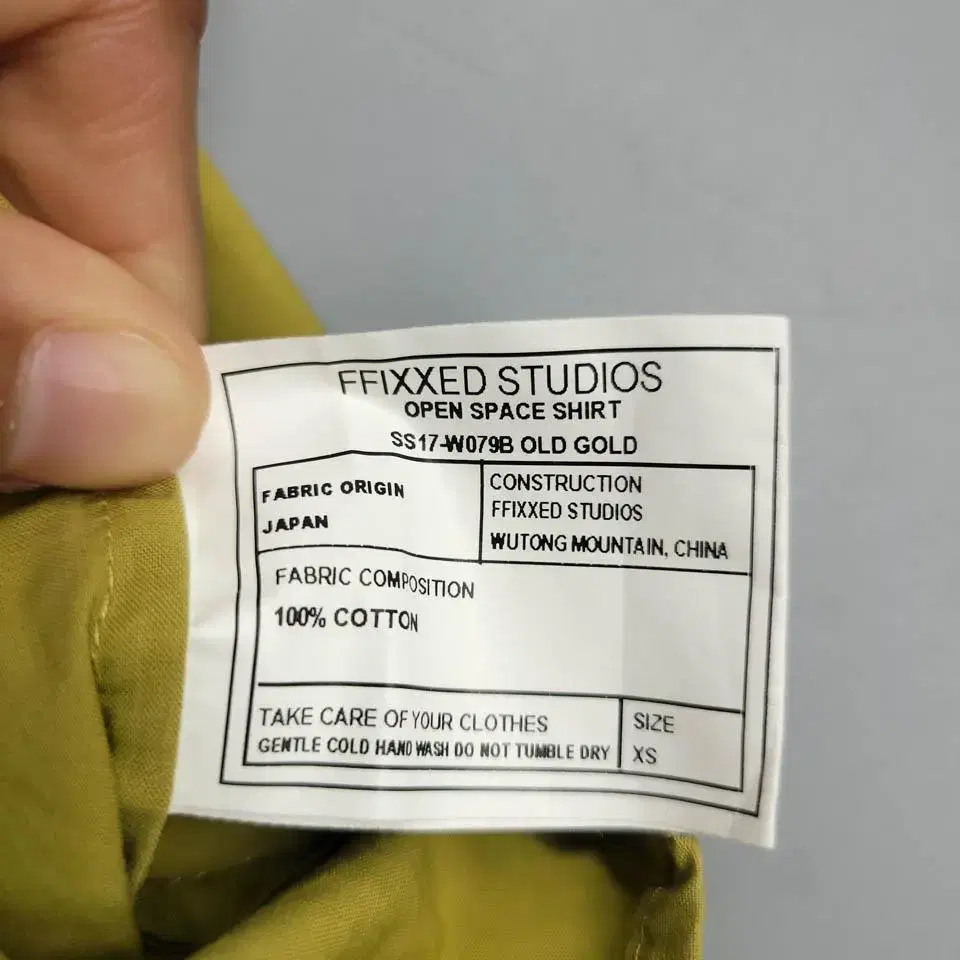 FFIXXED STUDIOS
OPEN SPACE SHIRT
SS17-W079B OLD GOLD
FABRIC ORIGIN
JAPAN
CONSTRUCTION
FFIXXED STUDIOS
WUTONG MOUNTAIN, CHINA
FABRIC COMPOSITION
100% COTTON
TAKE CARE OF YOUR CLOTHES
GENTLE COLD HAND WASH DO NOT TUMBLE DRY
SIZE
XS